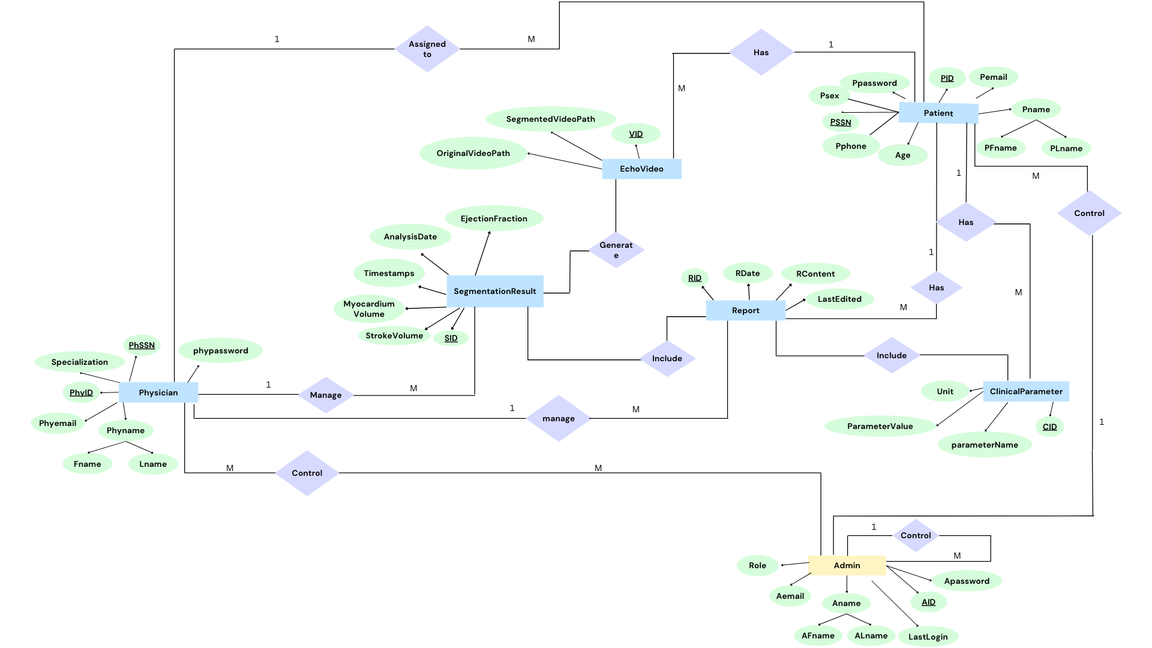 1
Assigned
to
M
Has
1
M
Ppassword
PID
Pemail
Psex
Patient
Pname
PSSN
Pphone
Age
PFname
PLname
SegmentedVideoPath
VID
OriginalVideoPath
EchoVideo
1
M
Control
Has
EjectionFraction
AnalysisDate
Generat
e
1
Timestamps
RID
RDate
RContent
Has
M
SegmentationResult
LastEdited
M
Myocardium
Volume
Report
StrokeVolume
SID
PhSSN
phypassword
Include
Include
Specialization
1
M
PhyID
Physician
Manage
Unit
ClinicalParameter
1
manage
M
Phyemail
Phyname
ParameterValue
CID
1
parameterName
Fname
Lname
M
Control
M
1
Control
M
Role
Admin
Apassword
Aemail
Aname
AID
AFname
ALname
LastLogin